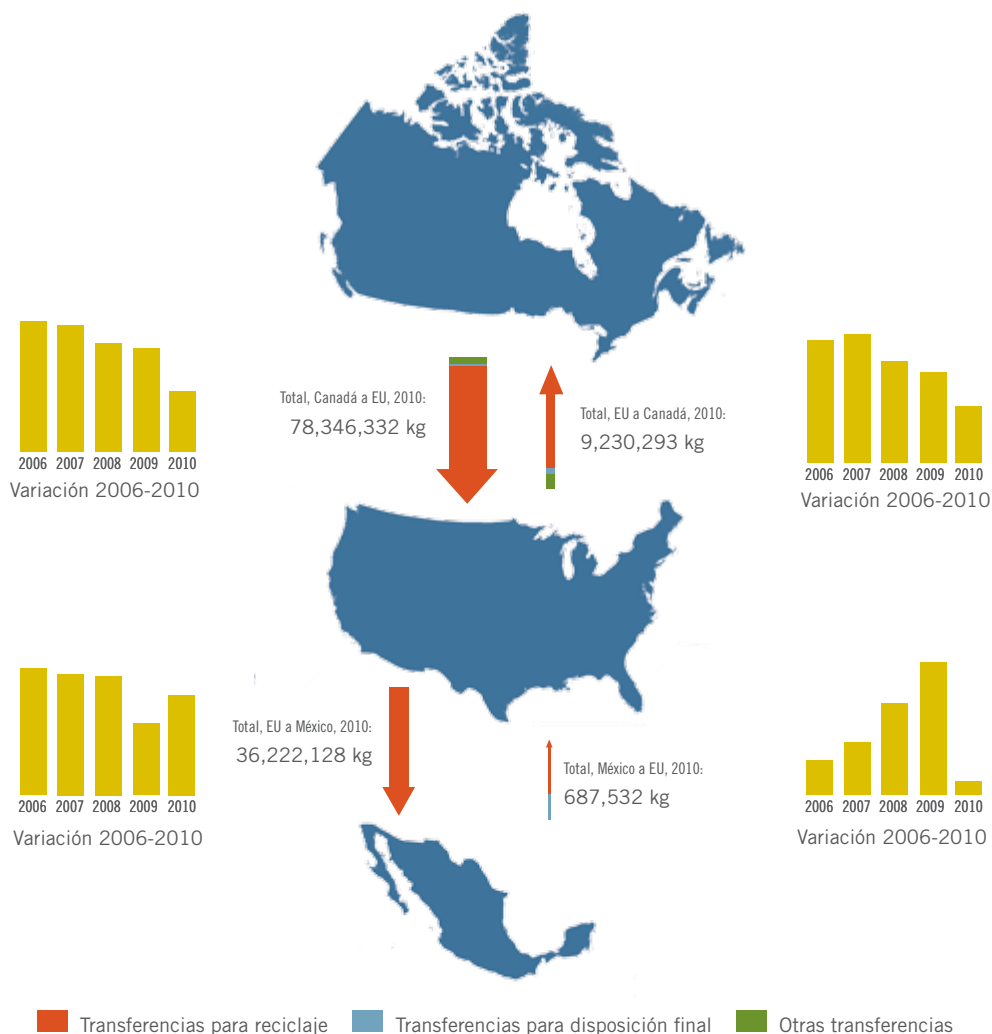 Total, Canadá a EU, 2010:
78,346,332 kg
Total, EU a Canadá, 2010:
9,230,293 kg
2006 2007 2008 2009 2010
Variación 2006-2010
2006 2007 2008 2009 2010
Variación 2006-2010
Total, EU a México, 2010:
36,222,128 kg
Total, México a EU, 2010:
687,532 kg
2006 2007 2008 2009 2010
Variación 2006-2010
2006 2007 2008 2009 2010
Variación 2006-2010
Transferencias para reciclaje Transferencias para disposición final Otras transferencias